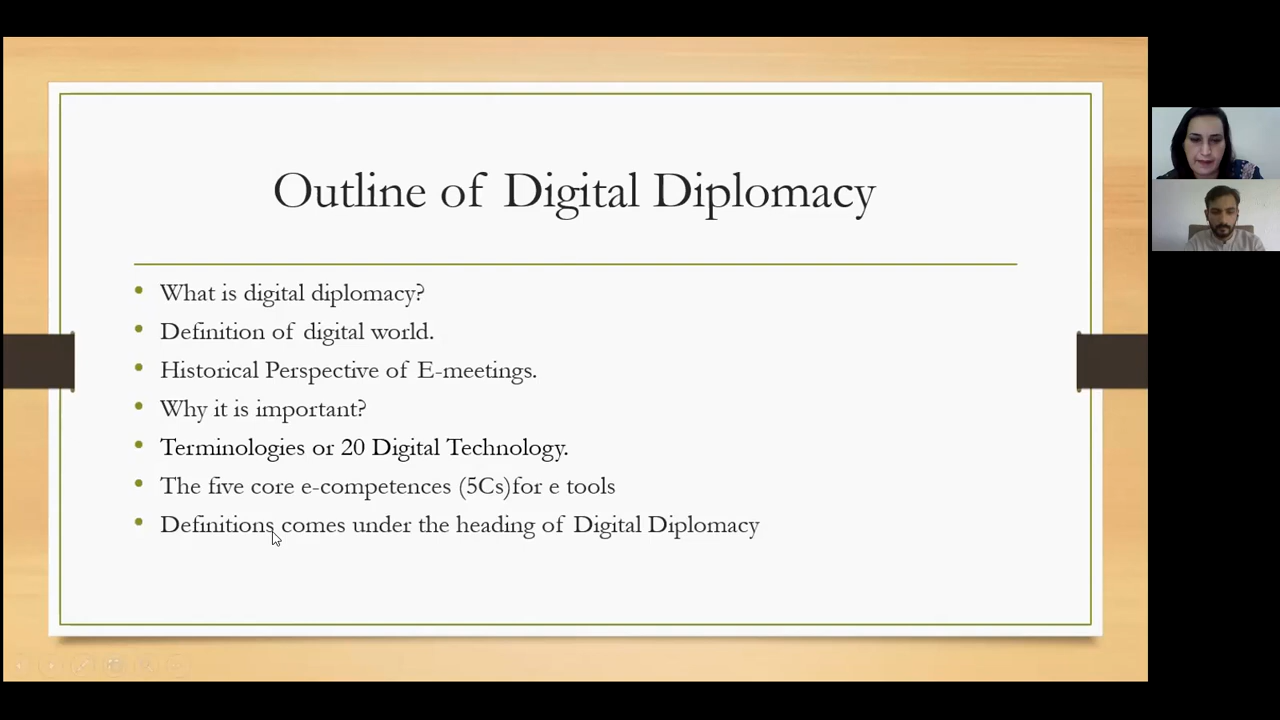 Outline of Digital Diplomacy
What is digital diplomacy?
Definition of digital world.
Historical Perspective of E-meetings.
Why it is important?
Terminologies or 20 Digital Technology.
The five core e-competences (5Cs)for e tools
Definitions comes under the heading of Digital Diplomacy